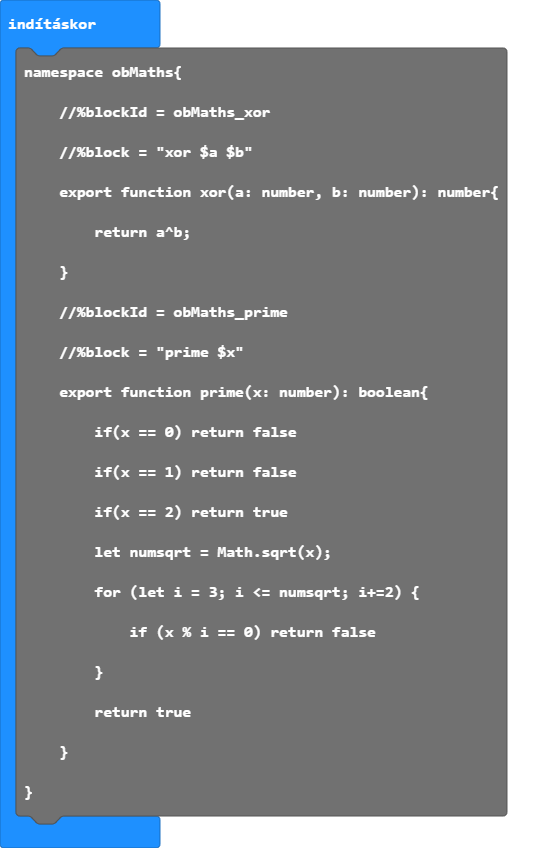 indításkor
namespace obMaths{
//%blockId = obMaths_xor
//%block = "xor $a $b"
export function xor(a: number, b: number): number{
return a^b;
}
//%blockId = obMaths_prime
//%block = "prime $x"
export function prime(x: number): boolean{
if(x == 0) return false
if(x == 1) return false
if(x == 2) return true
let numsqrt = Math.sqrt(x);
for (let i = 3; i <= numsqrt; i+=2) {
if (x % i == 0) return false
}
return true
}
}